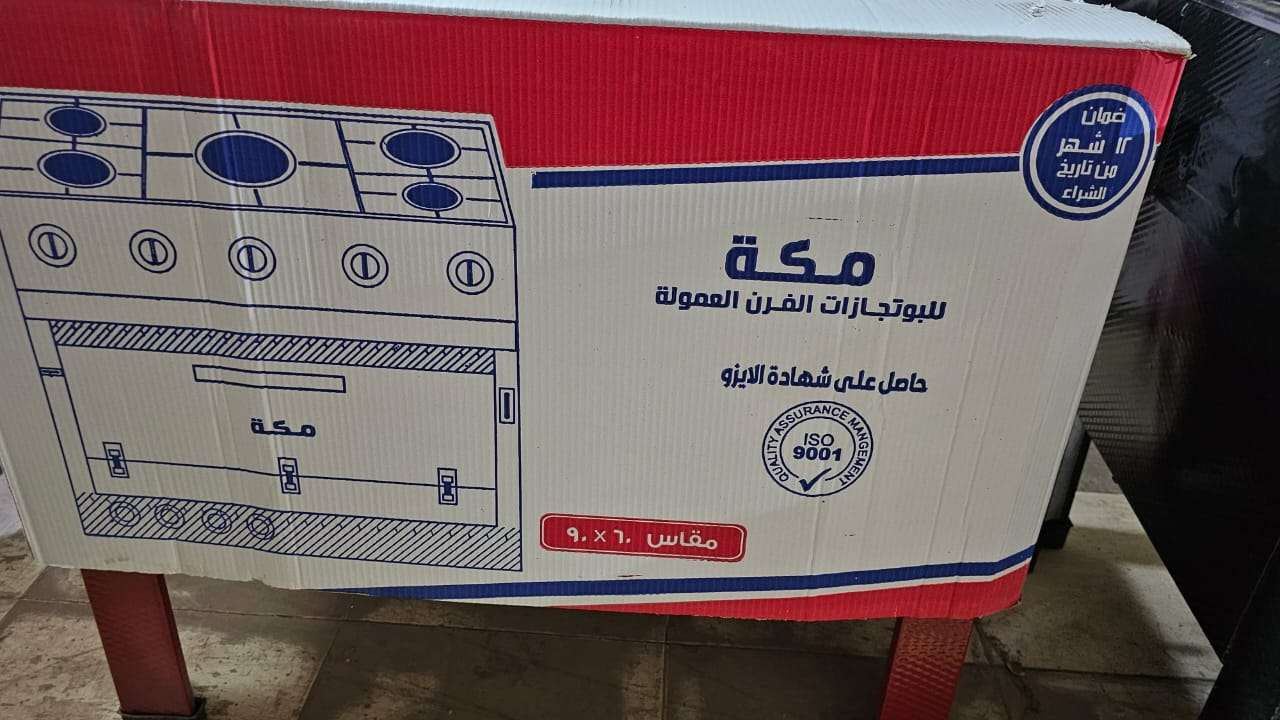 ضمان
١٢ شهر
من تاريخ
الشراء
مكة
للبوتجازات الفرن العمولة
حاصل على شهادة الايزو
QUALITY ASSURANCE MANGEMENT
ISO
9001
مقاس ٦٠×٩٠
مكة